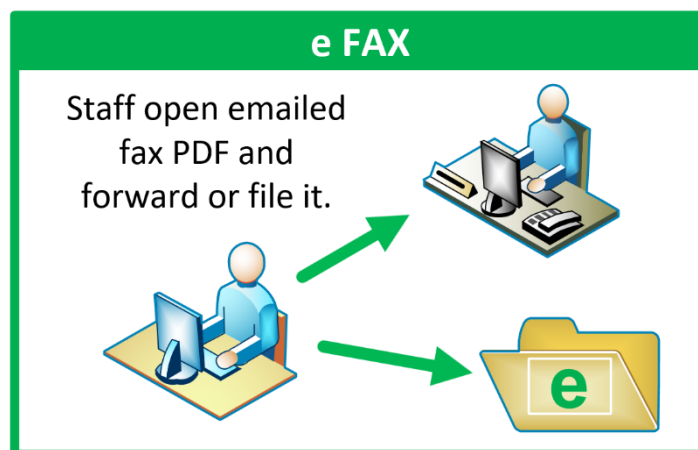 e FAX
Staff open emailed
fax PDF and
forward or file it.
e